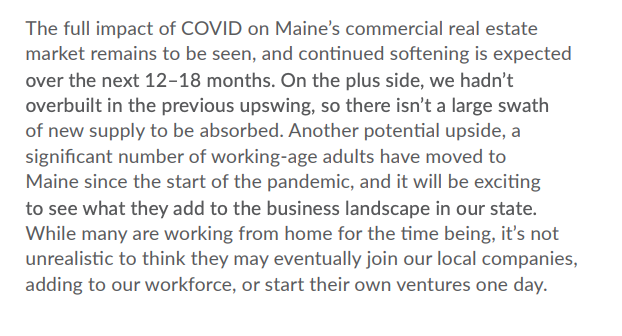 The full impact of COVID on Maine’s commercial real estate
market remains to be seen, and continued softening is expected
over the next 12–18 months. On the plus side, we hadn’t
overbuilt in the previous upswing, so there isn’t a large swath
of new supply to be absorbed. Another potential upside, a
significant number of working-age adults have moved to
Maine since the start of the pandemic, and it will be exciting
to see what they add to the business landscape in our state.
While many are working from home for the time being, it’s not
unrealistic to think they may eventually join our local companies,
adding to our workforce, or start their own ventures one day.